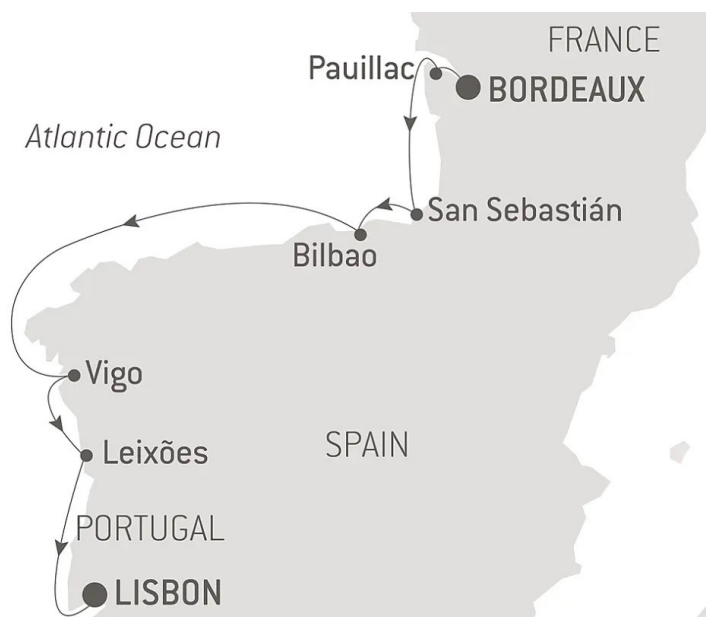 FRANCE
Pauillac
BORDEAUX
Atlantic Ocean
San Sebastián
Bilbao
Vigo
Leixões
SPAIN
PORTUGAL
LISBON